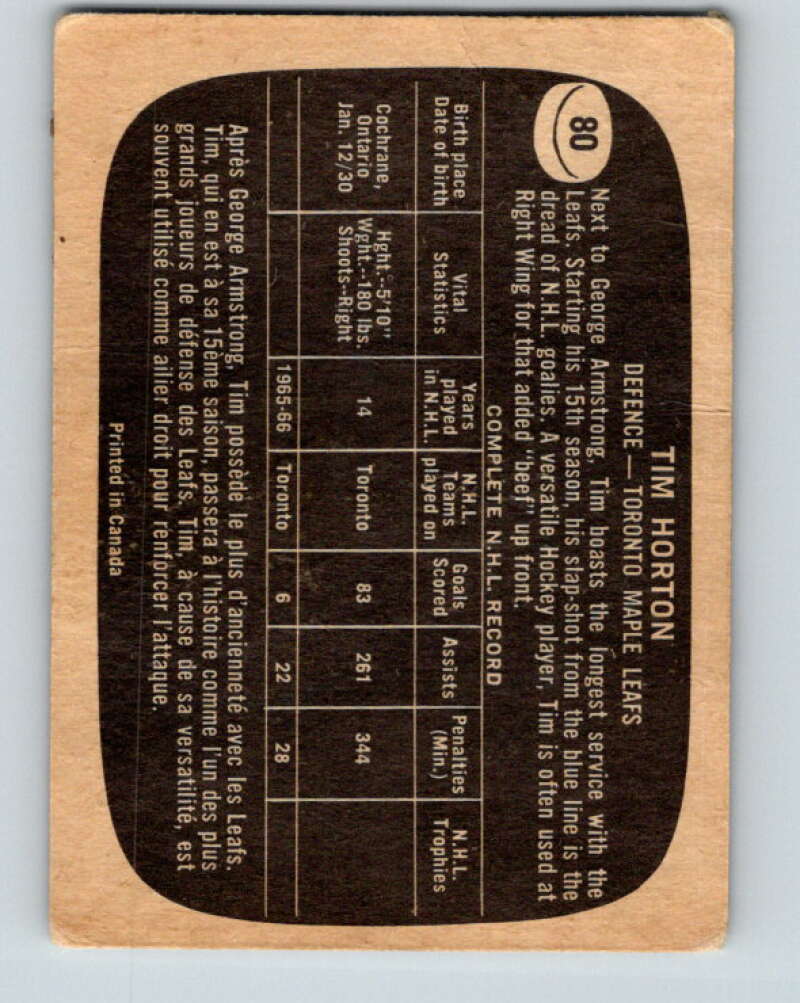 80
TIM HORTON
DEFENCE — TORONTO MAPLE LEAFS
Next to George Armstrong, Tim boasts the longest service with the
Leafs. Starting his 15th season, his slap-shot from the blue line is the
dread of N.H.L. goalies. A versatile Hockey player, Tim is often used at
Right Wing for that added "beef" up front.
COMPLETE N.H.L. RECORD
Birth place Vital Years N.H.L. Goals Assists Penalties N.H.L.
Date of birth Statistics played Teams Scored (Min.) Trophies
in N.H.L. played on
Cochrane, Hght.--5'10" 14 Toronto 83 261 344
Ontario Wght.--180 lbs.
Jan. 12/30 Shoots--Right
1965-66 Toronto 6 22 28
Après George Armstrong, Tim possède le plus d'ancienneté avec les Leafs.
Tim, qui en est à sa 15ème saison, passera à l'histoire comme l'un des plus
grands joueurs de défense des Leafs. Tim, à cause de sa versatilité, est
souvent utilisé comme ailier droit pour renforcer l'attaque.
Printed in Canada